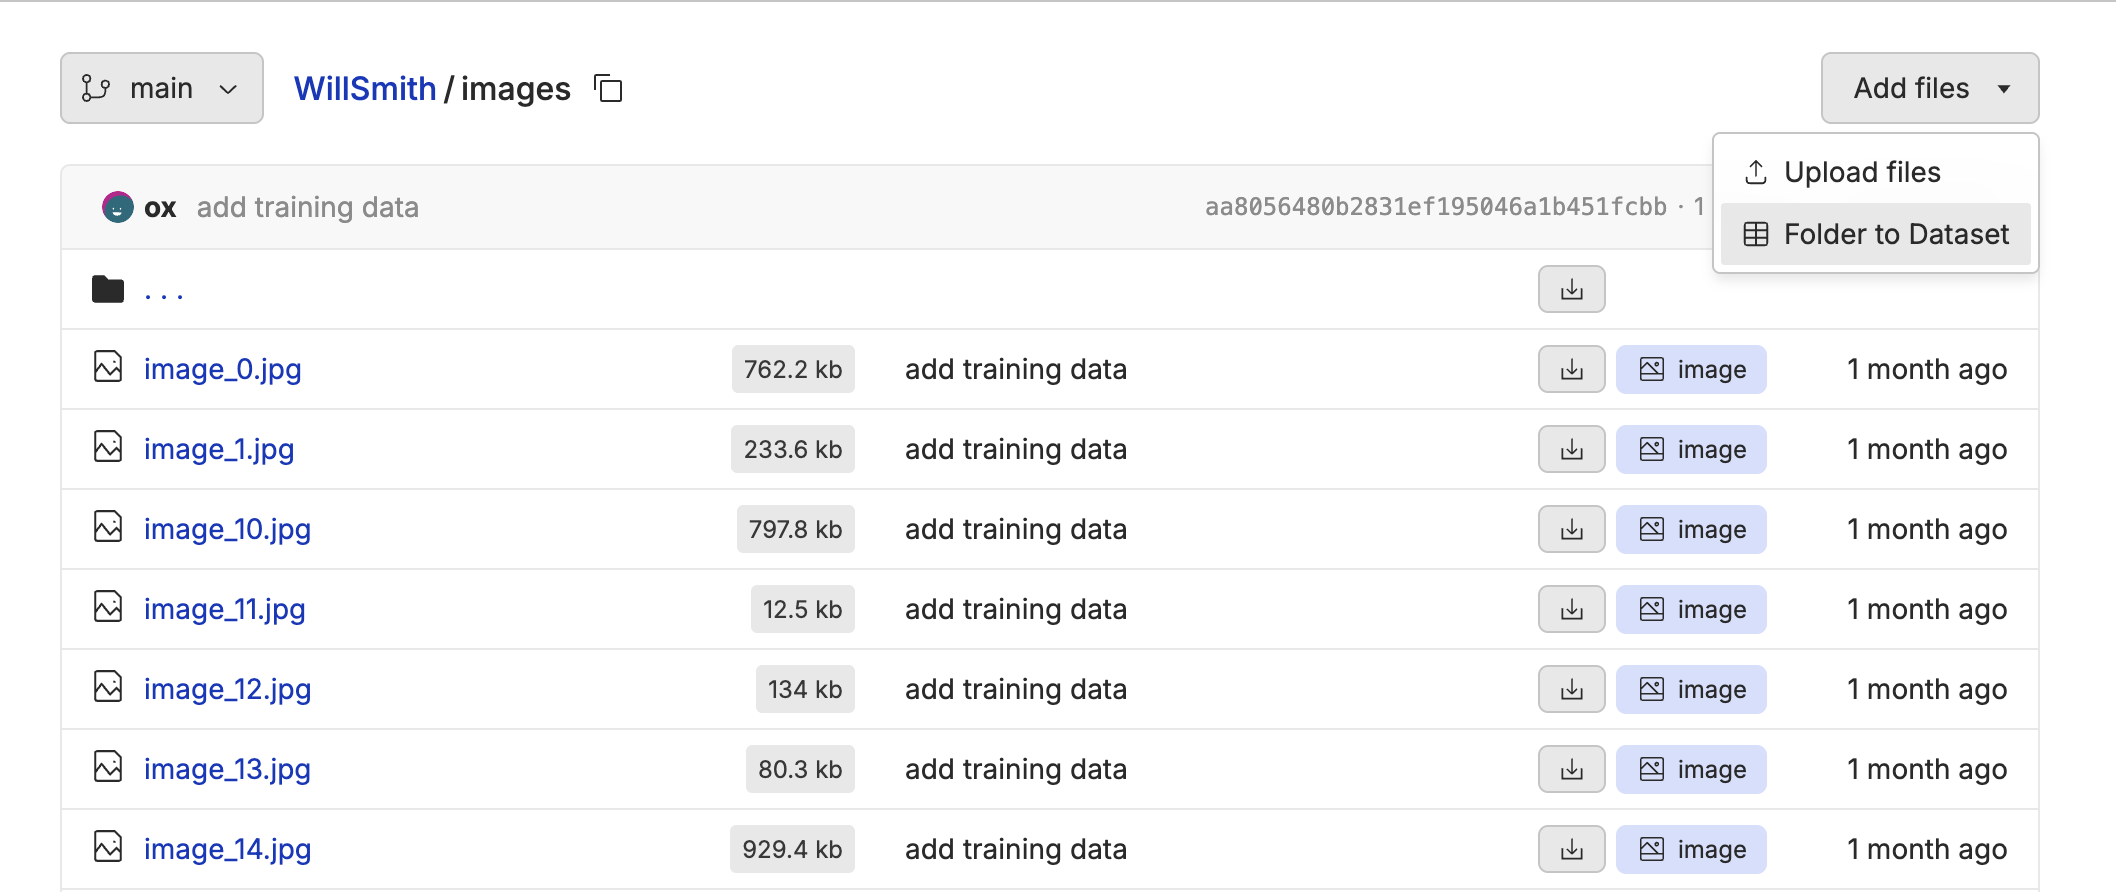 main
WillSmith / images
Add files
Upload files
Folder to Dataset
ox add training data aa8056480b2831ef195046a1b451fcbb · 1
...
image_0.jpg 762.2 kb add training data image 1 month ago
image_1.jpg 233.6 kb add training data image 1 month ago
image_10.jpg 797.8 kb add training data image 1 month ago
image_11.jpg 12.5 kb add training data image 1 month ago
image_12.jpg 134 kb add training data image 1 month ago
image_13.jpg 80.3 kb add training data image 1 month ago
image_14.jpg 929.4 kb add training data image 1 month ago